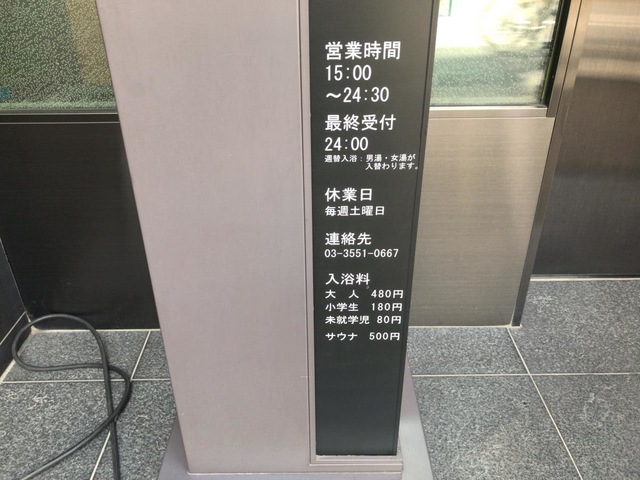 営業時間
15:00
～24:30
最終受付
24:00
週替入浴：男湯・女湯が
入替わります。
休業日
毎週土曜日
連絡先
03-3551-0667
入浴料
大　人　480円
小学生　180円
未就学児　80円
サウナ　500円